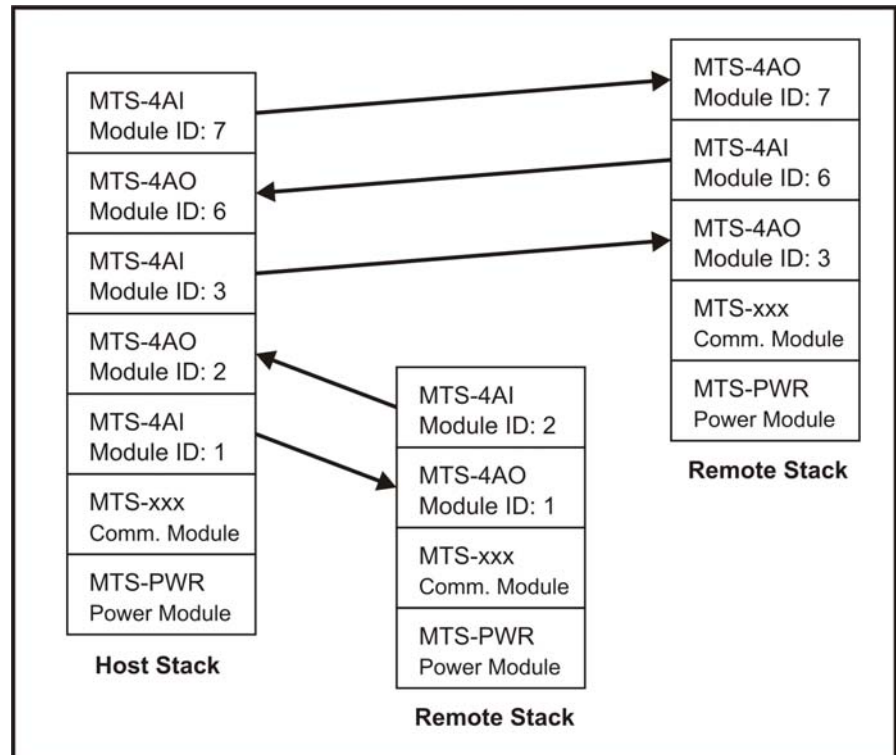 MTS-4AI
Module ID: 7
MTS-4AO
Module ID: 6
MTS-4AI
Module ID: 3
MTS-4AO
Module ID: 2
MTS-4AI
Module ID: 1
MTS-xxx
Comm. Module
MTS-PWR
Power Module
Host Stack
MTS-4AI
Module ID: 2
MTS-4AO
Module ID: 1
MTS-xxx
Comm. Module
MTS-PWR
Power Module
Remote Stack
MTS-4AO
Module ID: 7
MTS-4AI
Module ID: 6
MTS-4AO
Module ID: 3
MTS-xxx
Comm. Module
MTS-PWR
Power Module
Remote Stack